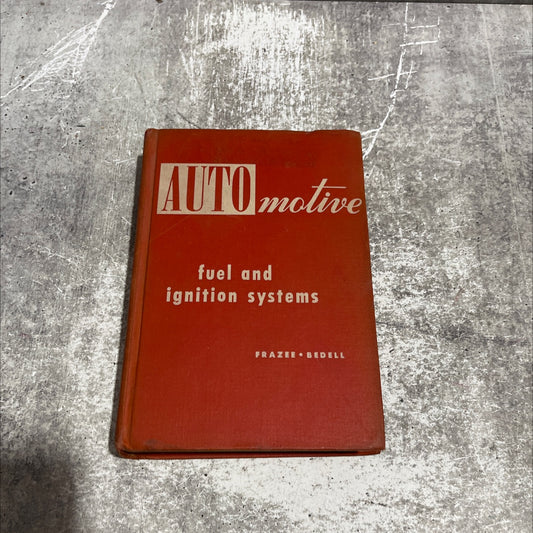 AUTOmotive
fuel and
ignition systems
FRAZEE • BEDELL